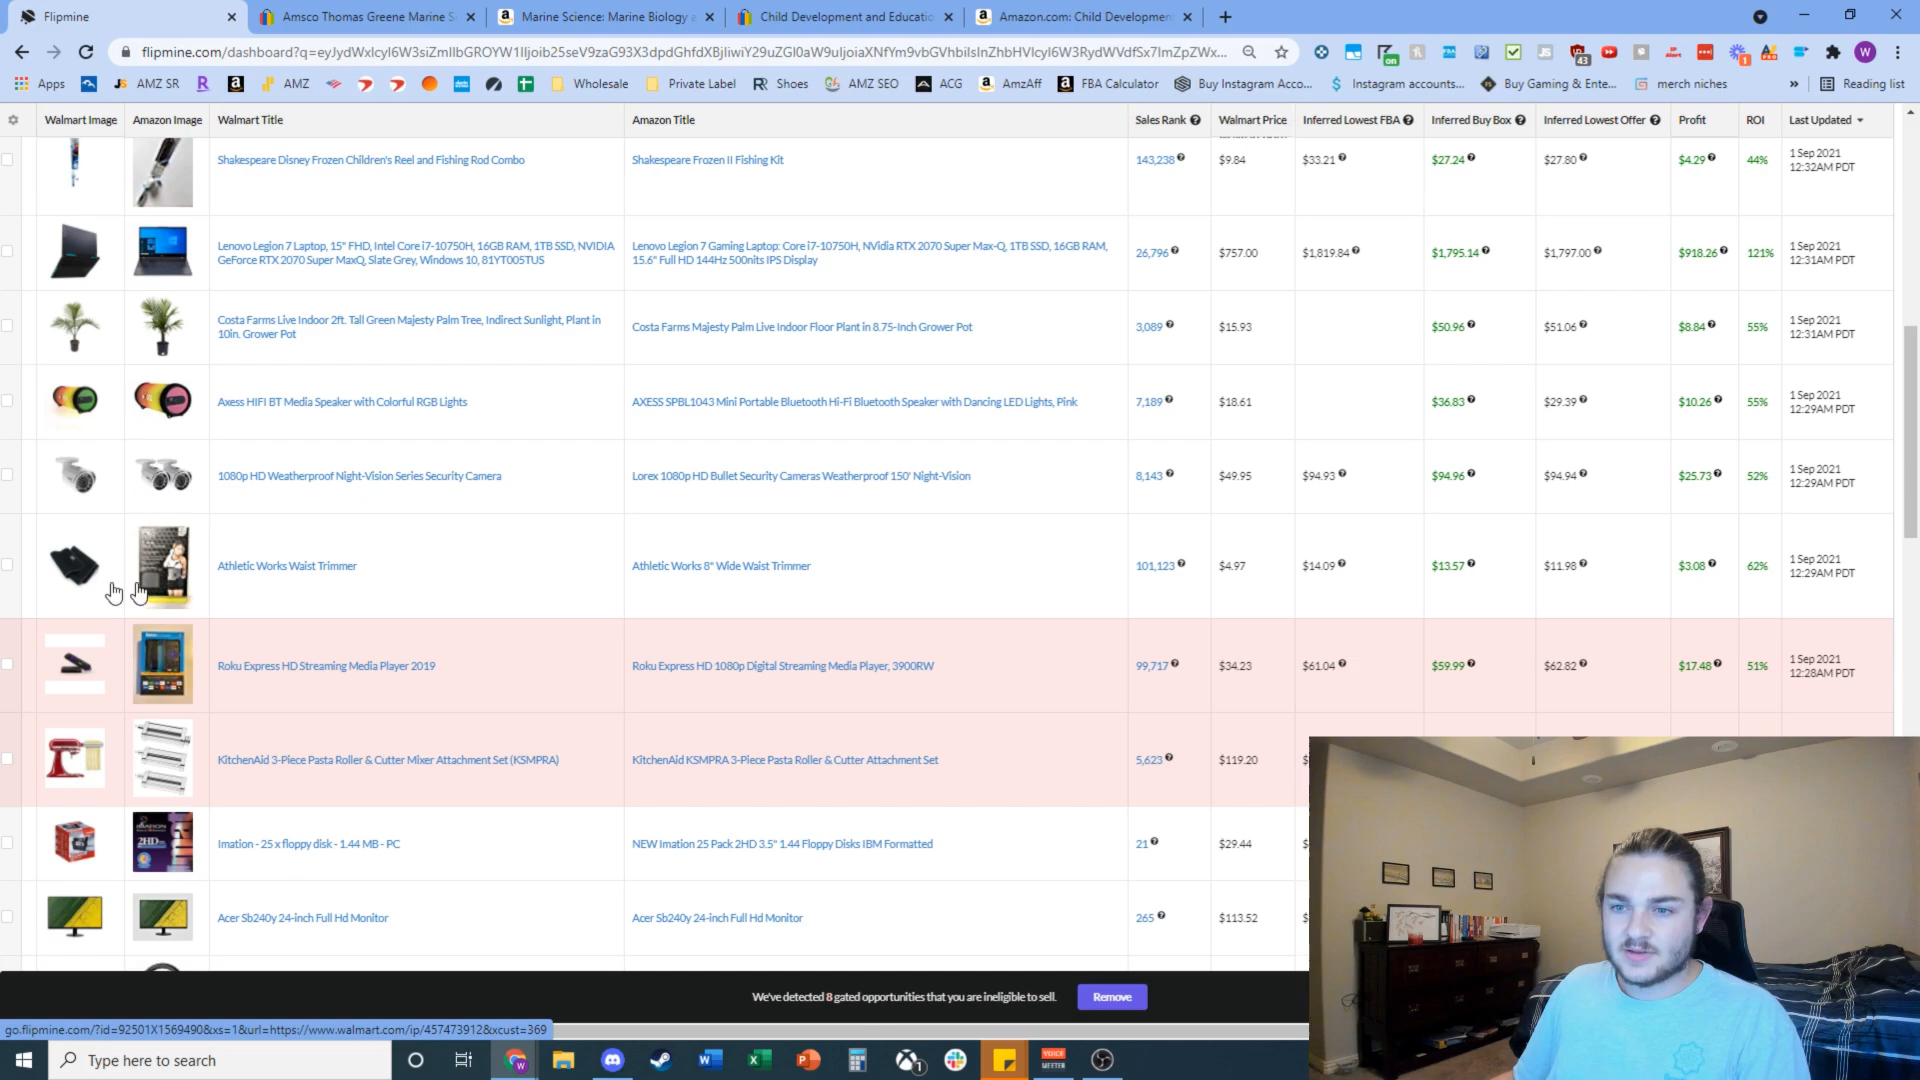 Flipmine
Amsco Thomas Greene Marine S
Marine Science: Marine Biology a
Child Development and Educatio
Amazon.com: Child Developmen
flipmine.com/dashboard?q=eyJydWxlcyI6W3siZmllbGROYW1lIjoib25seV9zaG93X3dpdGhfdXBjIiwiY29uZGl0aW9uIjoiaXNfYm9vbGVhbiIsInZhbHVlcyI6W3RydWVdfSx7ImZpZW...
Apps
AMZ SR
AMZ
Wholesale
Private Label
Shoes
AMZ SEO
ACG
AmzAff
FBA Calculator
Buy Instagram Acco...
Instagram accounts...
Buy Gaming & Ente...
merch niches
»
Reading list
Walmart Image Amazon Image Walmart Title Amazon Title Sales Rank Walmart Price Inferred Lowest FBA Inferred Buy Box Inferred Lowest Offer Profit ROI Last Updated
Shakespeare Disney Frozen Children's Reel and Fishing Rod Combo Shakespeare Frozen II Fishing Kit 143,238 $9.84 $33.21 $27.24 $27.80 $4.29 44% 1 Sep 2021
12:32AM PDT
Lenovo Legion 7 Laptop, 15" FHD, Intel Core i7-10750H, 16GB RAM, 1TB SSD, NVIDIA
GeForce RTX 2070 Super MaxQ, Slate Grey, Windows 10, 81YT005TUS
Lenovo Legion 7 Gaming Laptop: Core i7-10750H, NVidia RTX 2070 Super Max-Q, 1TB SSD, 16GB RAM,
15.6" Full HD 144Hz 500nits IPS Display
26,796 $757.00 $1,819.84 $1,795.14 $1,797.00 $918.26 121% 1 Sep 2021
12:31AM PDT
Costa Farms Live Indoor 2ft. Tall Green Majesty Palm Tree, Indirect Sunlight, Plant in
10in. Grower Pot
Costa Farms Majesty Palm Live Indoor Floor Plant in 8.75-Inch Grower Pot 3,089 $15.93 $50.96 $51.06 $8.84 55% 1 Sep 2021
12:31AM PDT
Axess HIFI BT Media Speaker with Colorful RGB Lights AXESS SPBL1043 Mini Portable Bluetooth Hi-Fi Bluetooth Speaker with Dancing LED Lights, Pink 7,189 $18.61 $36.83 $29.39 $10.26 55% 1 Sep 2021
12:29AM PDT
1080p HD Weatherproof Night-Vision Series Security Camera Lorex 1080p HD Bullet Security Cameras Weatherproof 150' Night-Vision 8,143 $49.95 $94.93 $94.96 $94.94 $25.73 52% 1 Sep 2021
12:29AM PDT
Athletic Works Waist Trimmer Athletic Works 8" Wide Waist Trimmer 101,123 $4.97 $14.09 $13.57 $11.98 $3.08 62% 1 Sep 2021
12:29AM PDT
Roku Express HD Streaming Media Player 2019 Roku Express HD 1080p Digital Streaming Media Player, 3900RW 99,717 $34.23 $61.04 $59.99 $62.82 $17.48 51% 1 Sep 2021
12:28AM PDT
KitchenAid 3-Piece Pasta Roller & Cutter Mixer Attachment Set (KSMPRA) KitchenAid KSMPRA 3-Piece Pasta Roller & Cutter Attachment Set 5,623 $119.20 $
Imation - 25 x floppy disk - 1.44 MB - PC NEW Imation 25 Pack 2HD 3.5" 1.44 Floppy Disks IBM Formatted 21 $29.44 $
Acer Sb240y 24-inch Full Hd Monitor Acer Sb240y 24-inch Full Hd Monitor 265 $113.52 $
We've detected 8 gated opportunities that you are ineligible to sell. Remove
go.flipmine.com/?id=92501X1569490&xs=1&url=https://www.walmart.com/ip/457473912&xcust=369
Type here to search